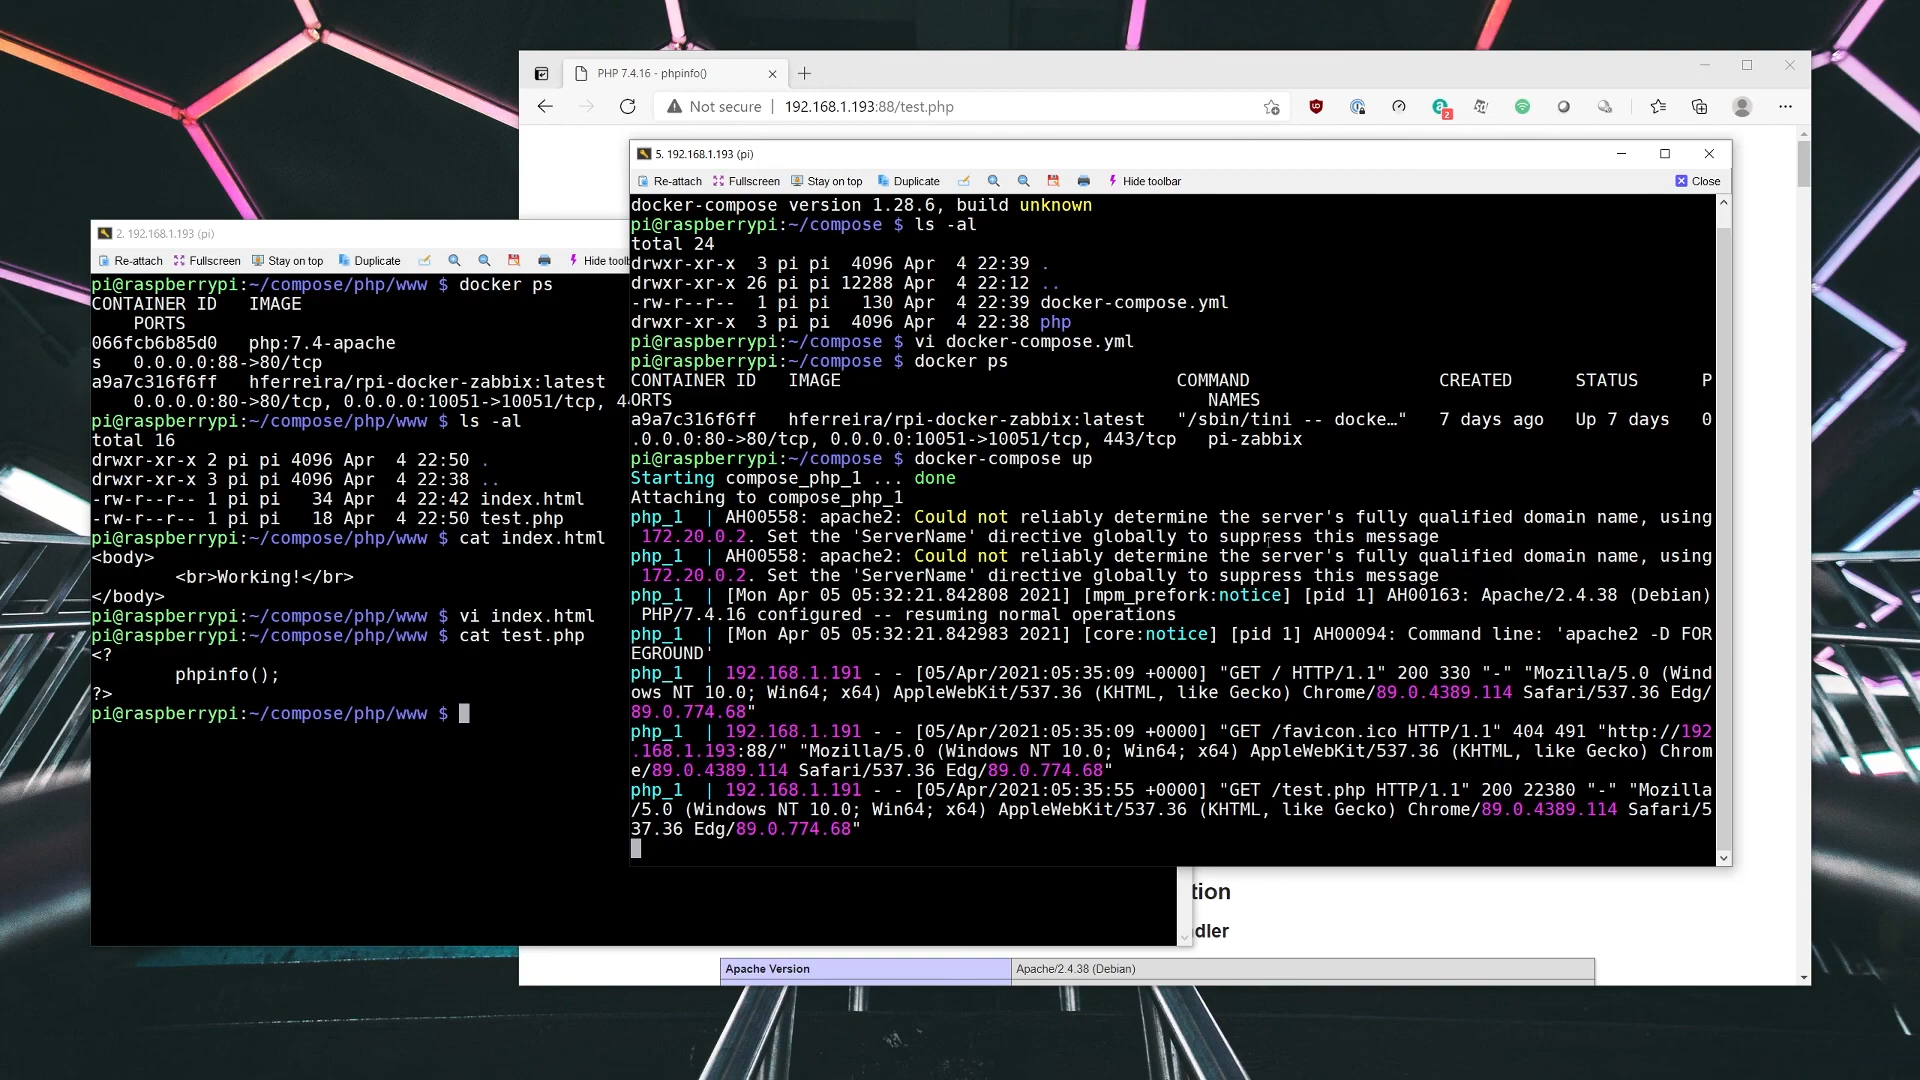 PHP 7.4.16 - phpinfo()
Not secure | 192.168.1.193:88/test.php
2
5. 192.168.1.193 (pi)
Re-attach Fullscreen Stay on top Duplicate Hide toolbar Close
docker-compose version 1.28.6, build unknown
pi@raspberrypi:~/compose $ ls -al
total 24
drwxr-xr-x  3 pi pi  4096 Apr  4 22:39 .
drwxr-xr-x 26 pi pi 12288 Apr  4 22:12 ..
-rw-r--r--  1 pi pi   130 Apr  4 22:39 docker-compose.yml
drwxr-xr-x  3 pi pi  4096 Apr  4 22:38 php
pi@raspberrypi:~/compose $ vi docker-compose.yml
pi@raspberrypi:~/compose $ docker ps
CONTAINER ID   IMAGE                                COMMAND                  CREATED      STATUS      P
ORTS                                                   NAMES
a9a7c316f6ff   hferreira/rpi-docker-zabbix:latest   "/sbin/tini -- docke…"   7 days ago   Up 7 days   0
.0.0.0:80->80/tcp, 0.0.0.0:10051->10051/tcp, 443/tcp   pi-zabbix
pi@raspberrypi:~/compose $ docker-compose up
Starting compose_php_1 ... done
Attaching to compose_php_1
php_1  | AH00558: apache2: Could not reliably determine the server's fully qualified domain name, using
 172.20.0.2. Set the 'ServerName' directive globally to suppress this message
php_1  | AH00558: apache2: Could not reliably determine the server's fully qualified domain name, using
 172.20.0.2. Set the 'ServerName' directive globally to suppress this message
php_1  | [Mon Apr 05 05:32:21.842808 2021] [mpm_prefork:notice] [pid 1] AH00163: Apache/2.4.38 (Debian)
 PHP/7.4.16 configured -- resuming normal operations
php_1  | [Mon Apr 05 05:32:21.842983 2021] [core:notice] [pid 1] AH00094: Command line: 'apache2 -D FOR
EGROUND'
php_1  | 192.168.1.191 - - [05/Apr/2021:05:35:09 +0000] "GET / HTTP/1.1" 200 330 "-" "Mozilla/5.0 (Wind
ows NT 10.0; Win64; x64) AppleWebKit/537.36 (KHTML, like Gecko) Chrome/89.0.4389.114 Safari/537.36 Edg/
89.0.774.68"
php_1  | 192.168.1.191 - - [05/Apr/2021:05:35:09 +0000] "GET /favicon.ico HTTP/1.1" 404 491 "http://192
.168.1.193:88/" "Mozilla/5.0 (Windows NT 10.0; Win64; x64) AppleWebKit/537.36 (KHTML, like Gecko) Chrom
e/89.0.4389.114 Safari/537.36 Edg/89.0.774.68"
php_1  | 192.168.1.191 - - [05/Apr/2021:05:35:55 +0000] "GET /test.php HTTP/1.1" 200 22380 "-" "Mozilla
/5.0 (Windows NT 10.0; Win64; x64) AppleWebKit/537.36 (KHTML, like Gecko) Chrome/89.0.4389.114 Safari/5
37.36 Edg/89.0.774.68"
2. 192.168.1.193 (pi)
Re-attach Fullscreen Stay on top Duplicate Hide toolb
pi@raspberrypi:~/compose/php/www $ docker ps
CONTAINER ID   IMAGE
    PORTS
066fcb6b85d0   php:7.4-apache
s   0.0.0.0:88->80/tcp
a9a7c316f6ff   hferreira/rpi-docker-zabbix:latest
    0.0.0.0:80->80/tcp, 0.0.0.0:10051->10051/tcp, 4
pi@raspberrypi:~/compose/php/www $ ls -al
total 16
drwxr-xr-x 2 pi pi 4096 Apr  4 22:50 .
drwxr-xr-x 3 pi pi 4096 Apr  4 22:38 ..
-rw-r--r-- 1 pi pi   34 Apr  4 22:42 index.html
-rw-r--r-- 1 pi pi   18 Apr  4 22:50 test.php
pi@raspberrypi:~/compose/php/www $ cat index.html
<body>
        <br>Working!</br>
</body>
pi@raspberrypi:~/compose/php/www $ vi index.html
pi@raspberrypi:~/compose/php/www $ cat test.php
<?
        phpinfo();
?>
pi@raspberrypi:~/compose/php/www $
tion
dler
Apache Version Apache/2.4.38 (Debian)